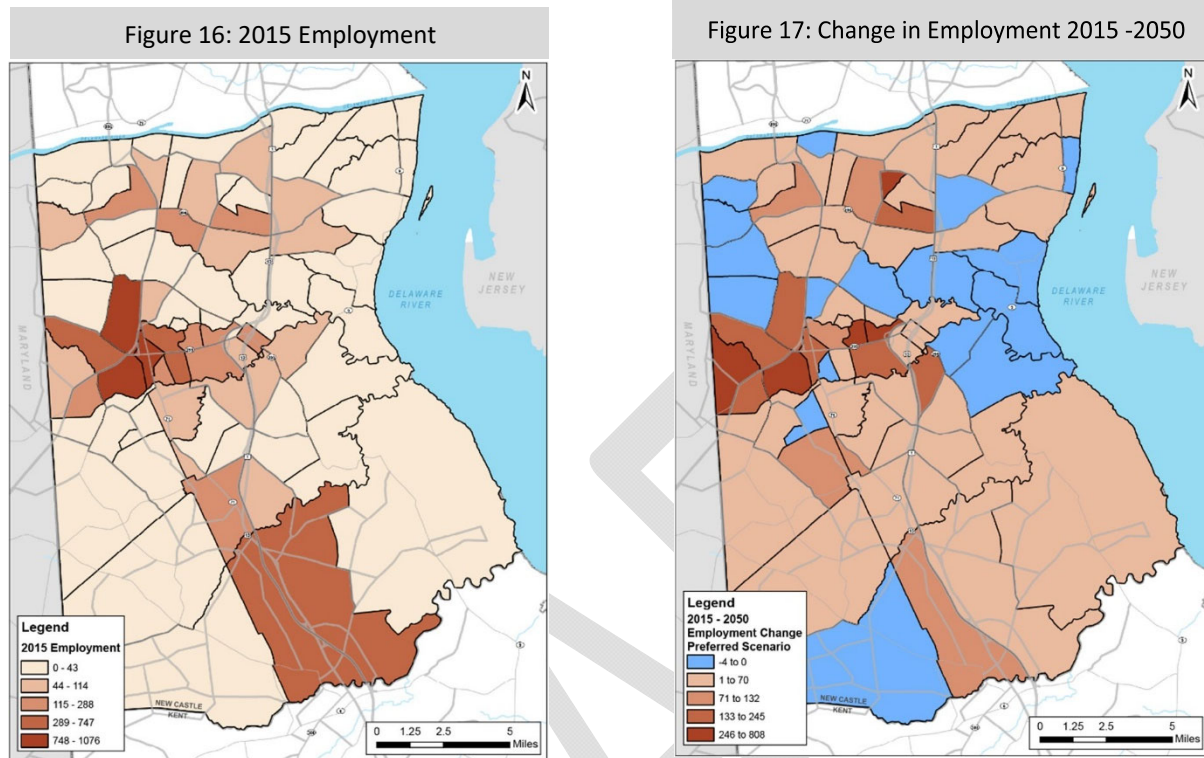 Figure 16: 2015 Employment
N
MARYLAND
DELAWARE
RIVER
NEW
JERSEY
Legend
2015 Employment
0 - 43
44 - 114
115 - 288
289 - 747
748 - 1076
NEW CASTLE
KENT
0 1.25 2.5 5
Miles
Figure 17: Change in Employment 2015 -2050
N
MARYLAND
DELAWARE
RIVER
NEW
JERSEY
Legend
2015 - 2050
Employment Change
Preferred Scenario
-4 to 0
1 to 70
71 to 132
133 to 245
246 to 808
NEW CASTLE
KENT
0 1.25 2.5 5
Miles